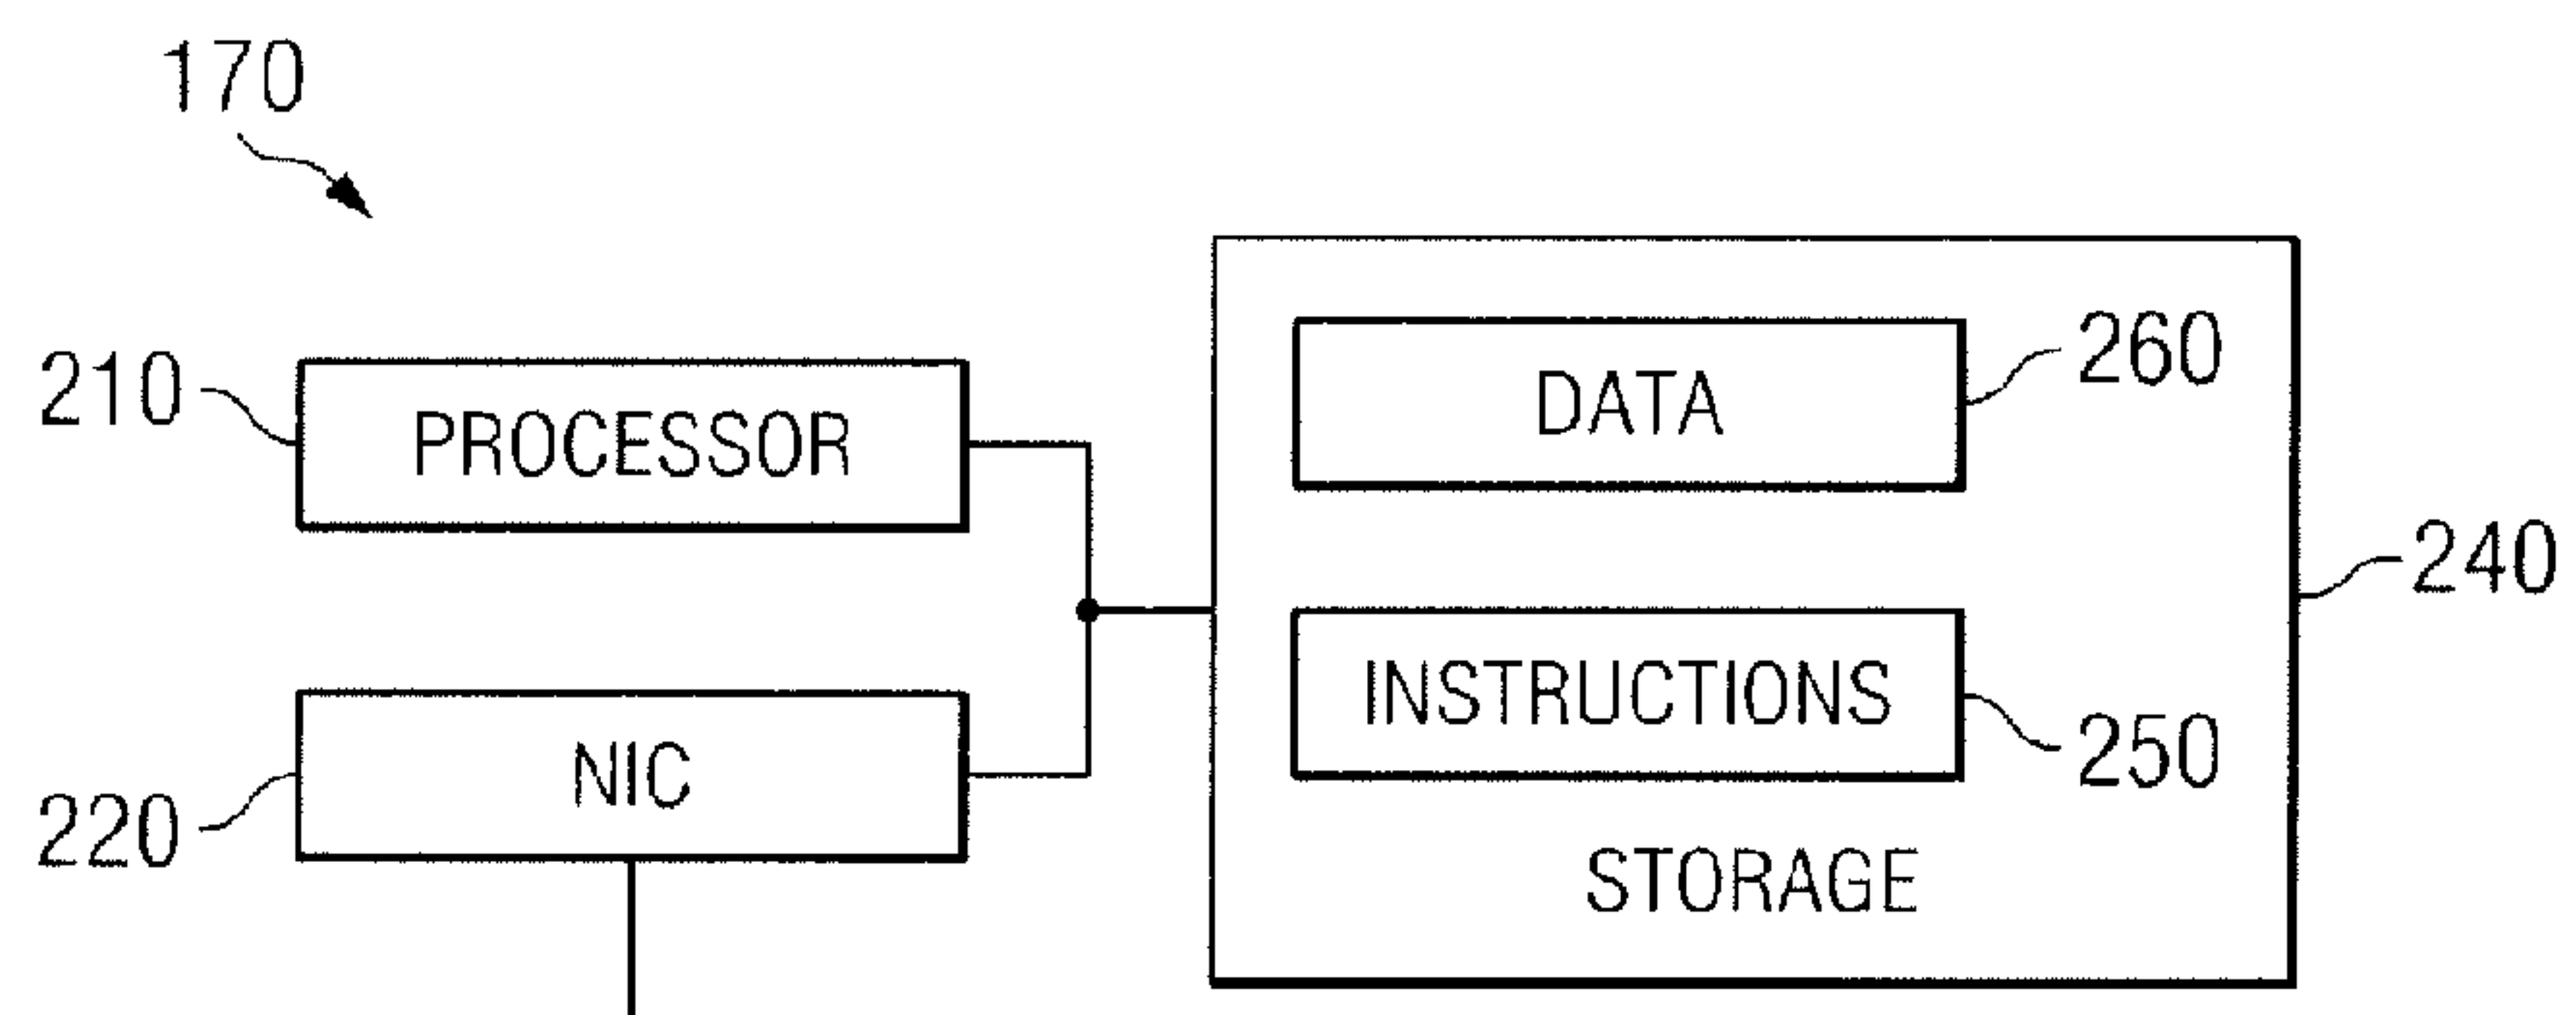 170
210
PROCESSOR
DATA
260
240
INSTRUCTIONS
250
220
NIC
STORAGE